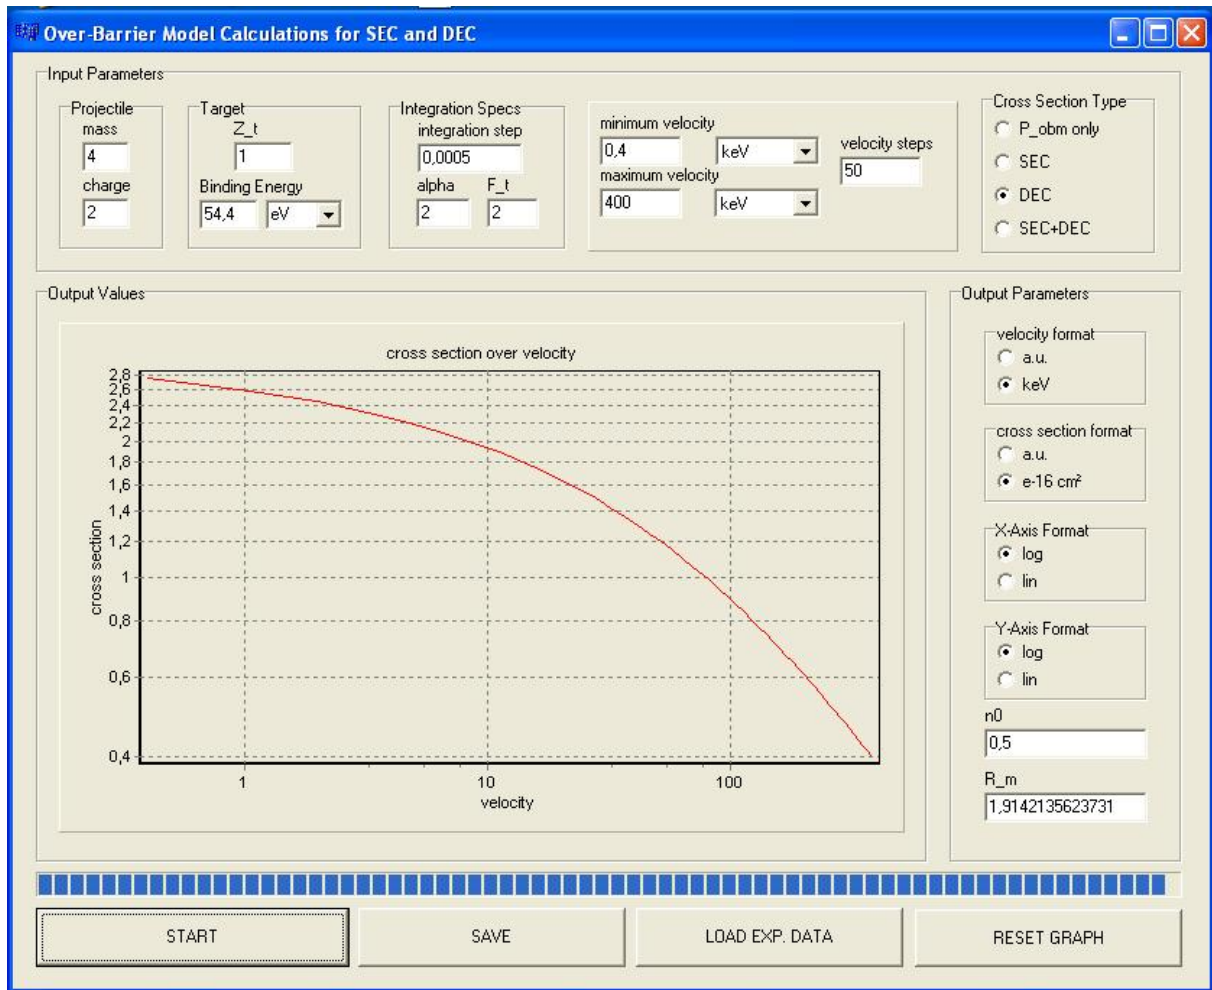 Over-Barrier Model Calculations for SEC and DEC
Input Parameters
Projectile
mass
4
charge
2
Target
Z_t
1
Binding Energy
54,4 eV
Integration Specs
integration step
0,0005
alpha F_t
2 2
minimum velocity
0,4 keV
maximum velocity
400 keV
velocity steps
50
Cross Section Type
P_obm only
SEC
DEC
SEC+DEC
Output Values
cross section over velocity
2,8
2,6
2,4
2,2
2
1,8
1,6
1,4
1,2
1
0,8
0,6
0,4
cross section
1 10 100
velocity
Output Parameters
velocity format
a.u.
keV
cross section format
a.u.
e-16 cm²
X-Axis Format
log
lin
Y-Axis Format
log
lin
n0
0,5
R_m
1,9142135623731
START SAVE LOAD EXP. DATA RESET GRAPH